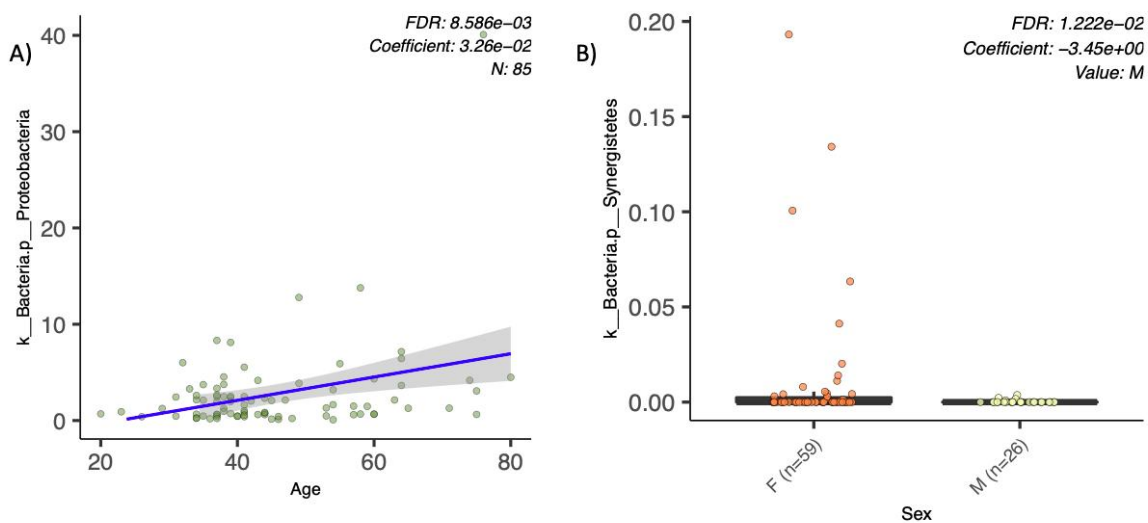 A)
FDR: 8.586e−03
Coefficient: 3.26e−02
N: 85
k__Bacteria.p__Proteobacteria
40
30
20
10
0
20 40 60 80
Age
B)
FDR: 1.222e−02
Coefficient: −3.45e+00
Value: M
k__Bacteria.p__Synergistetes
0.20
0.15
0.10
0.05
0.00
F (n=59)
M (n=26)
Sex